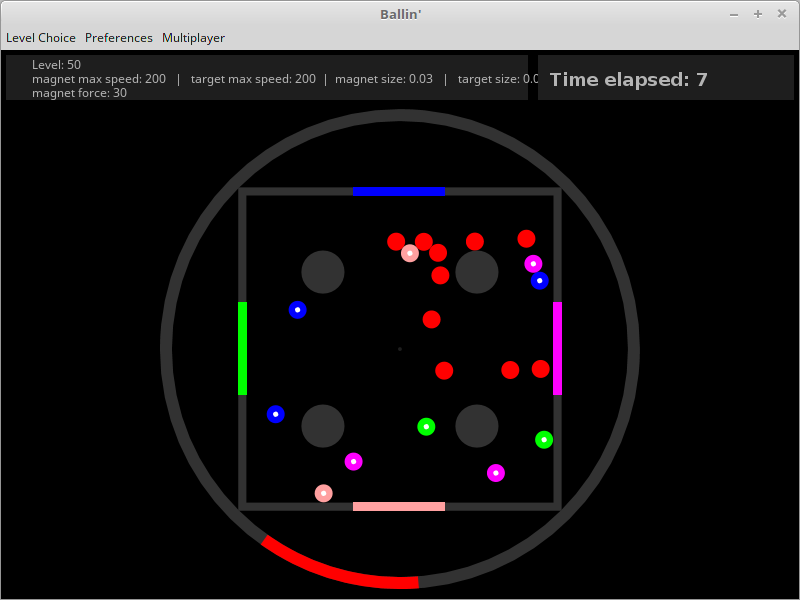 Ballin'
Level Choice Preferences Multiplayer
Level: 50
magnet max speed: 200 | target max speed: 200 | magnet size: 0.03 | target size: 0.0
magnet force: 30
Time elapsed: 7